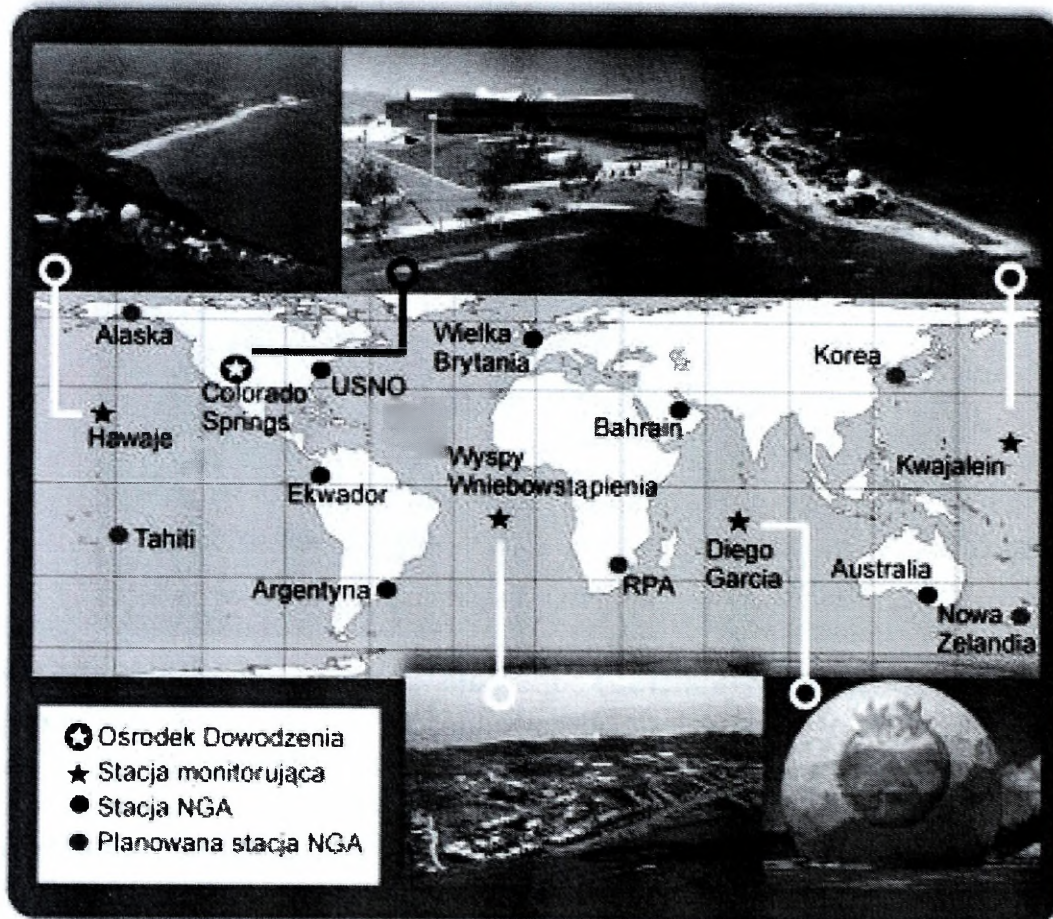 Alaska
Wielka
Brytania
Korea
Colorado
Springs
USNO
Hawaje
Bahrain
Kwajalein
Wyspy
Wniebowstąpienia
Ekwador
Tahiti
Diego
Garcia
Australia
Argentyna
RPA
Nowa
Zelandia
Ośrodek Dowodzenia
Stacja monitorująca
Stacja NGA
Planowana stacja NGA